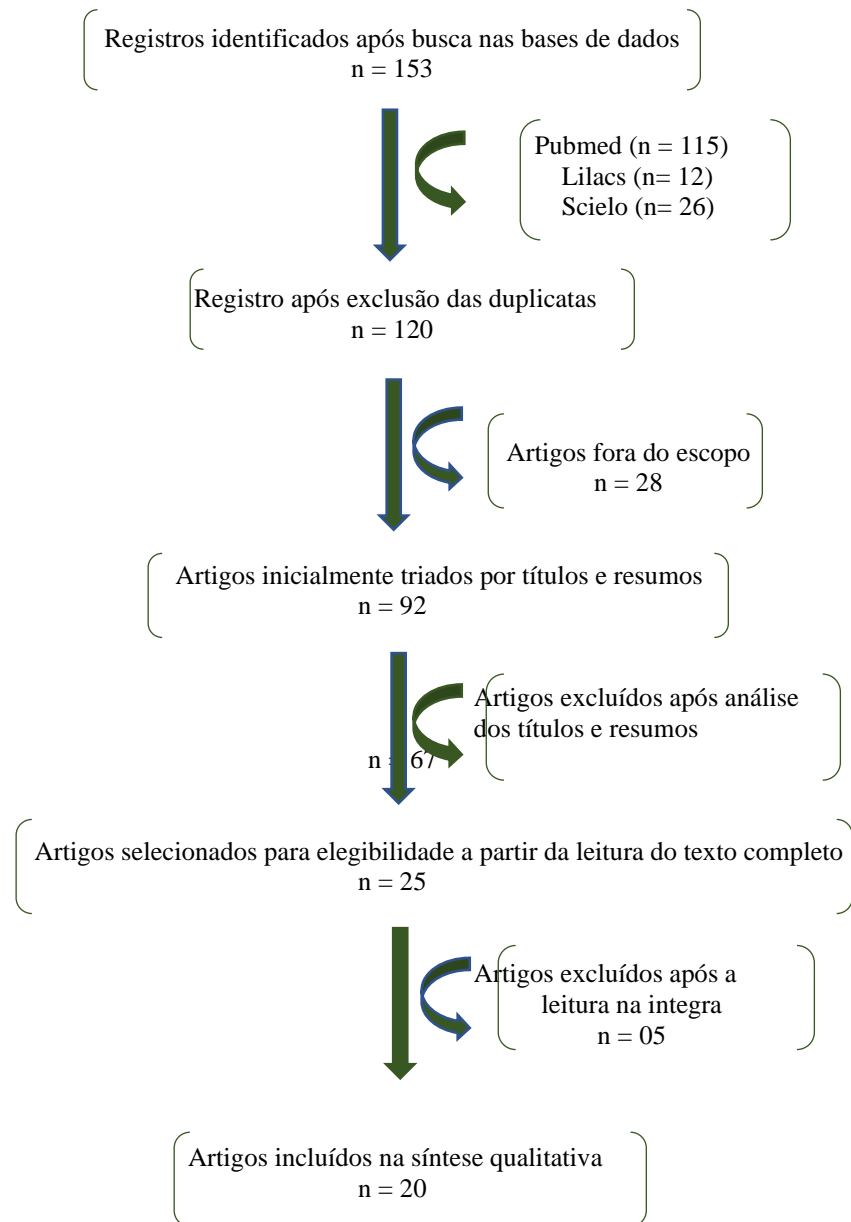 Registros identificados após busca nas bases de dados
n = 153
Pubmed (n = 115)
Lilacs (n= 12)
Scielo (n= 26)
Registro após exclusão das duplicatas
n = 120
Artigos fora do escopo
n = 28
Artigos inicialmente triados por títulos e resumos
n = 92
Artigos excluídos após análise
dos títulos e resumos
n = 67
Artigos selecionados para elegibilidade a partir da leitura do texto completo
n = 25
Artigos excluídos após a
leitura na integra
n = 05
Artigos incluídos na síntese qualitativa
n = 20